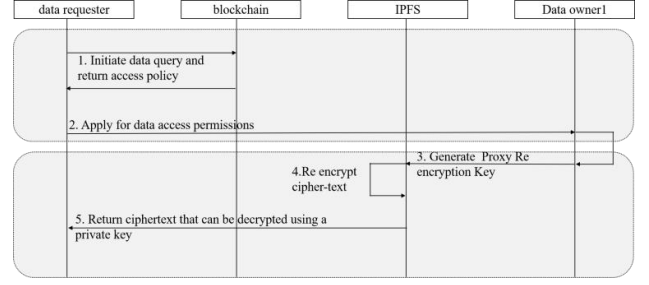 data requester
blockchain
IPFS
Data owner1
1. Initiate data query and
return access policy
2. Apply for data access permissions
3. Generate Proxy Re
encryption Key
4.Re encrypt
cipher-text
5. Return ciphertext that can be decrypted using a
private key